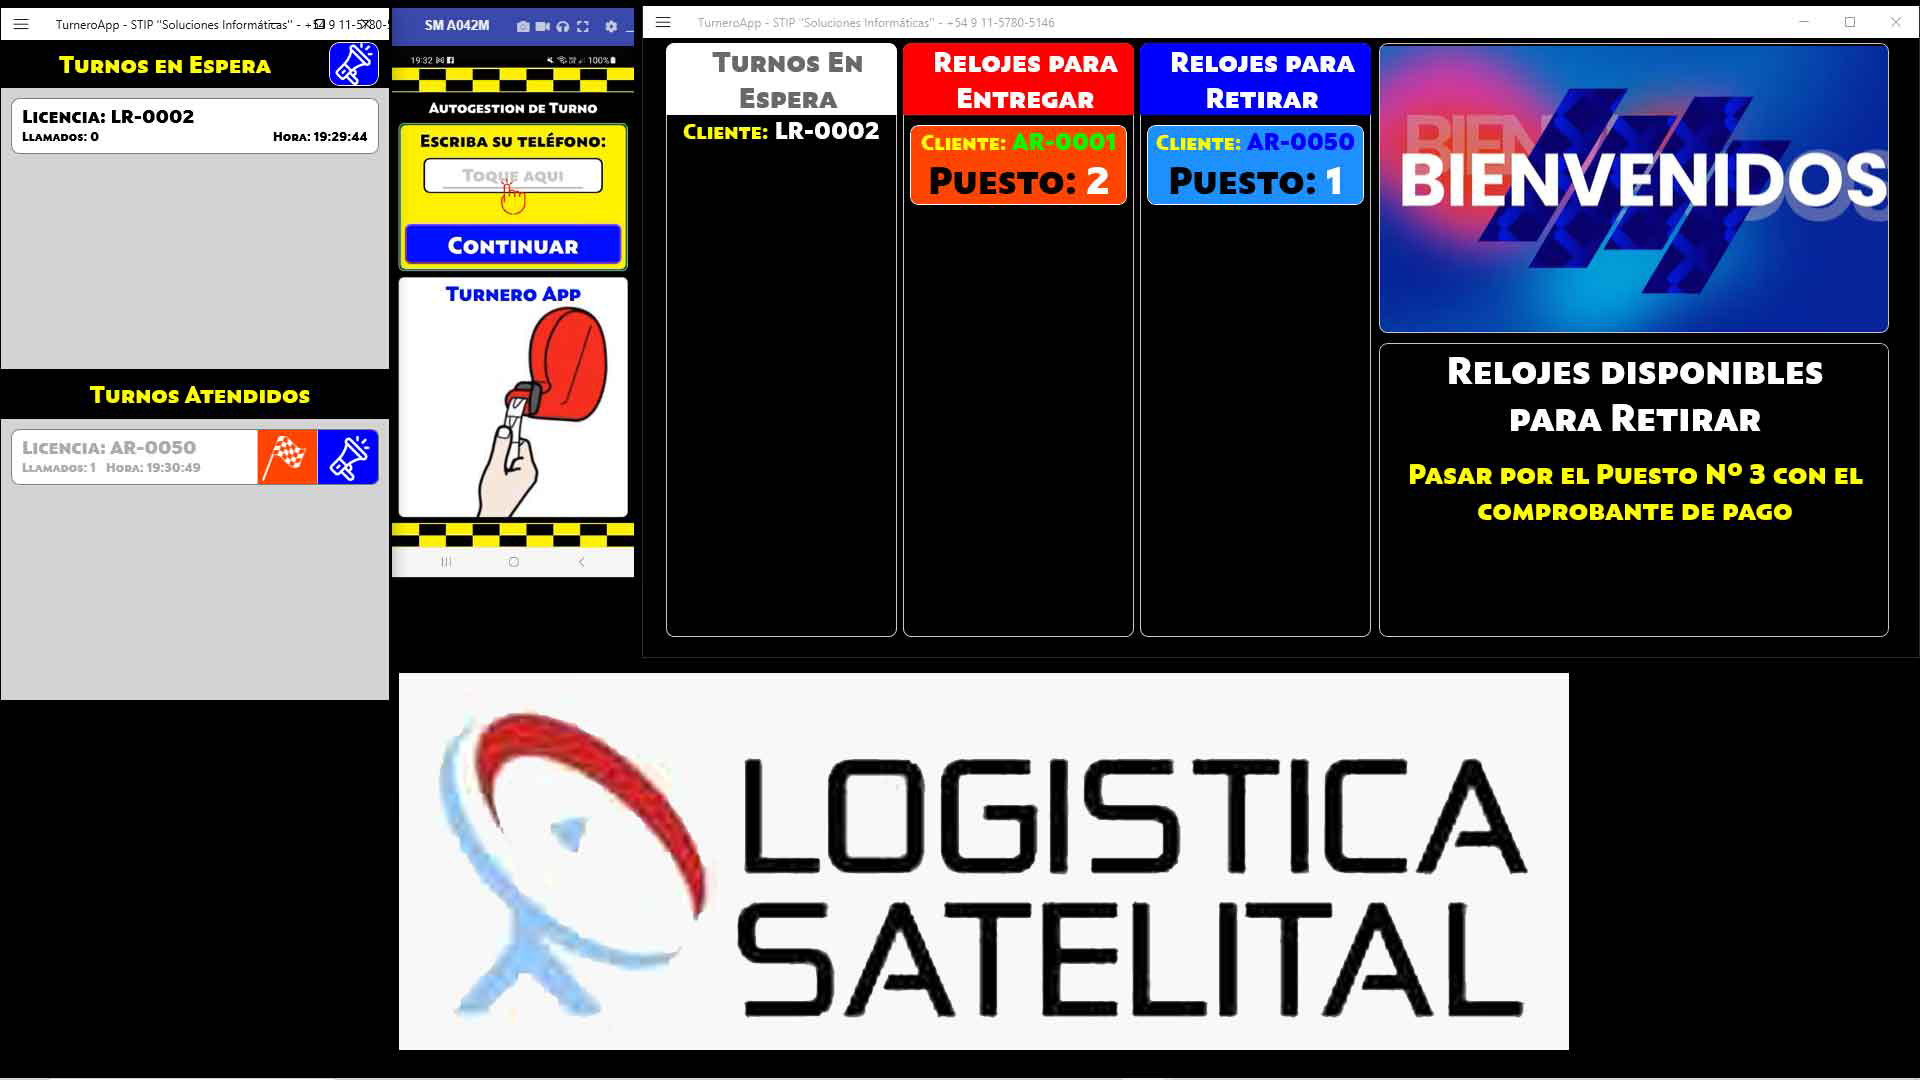 TurneroApp - STIP "Soluciones Informáticas" - +54 9 11-5780-5
Turnos en Espera
Licencia: LR-0002
Llamados: 0 Hora: 19:29:44
Turnos Atendidos
Licencia: AR-0050
Llamados: 1 Hora: 19:30:49
SM A042M
19:32 100%
Autogestion de Turno
Escriba su teléfono:
Toque aqui
Continuar
Turnero App
TurneroApp - STIP "Soluciones Informáticas" - +54 9 11-5780-5146
Turnos En
Espera
Cliente: LR-0002
Relojes para
Entregar
Cliente: AR-0001
Puesto: 2
Relojes para
Retirar
Cliente: AR-0050
Puesto: 1
BIENVENIDOS
Relojes disponibles
para Retirar
Pasar por el Puesto Nº 3 con el
comprobante de pago
LOGISTICA
SATELITAL